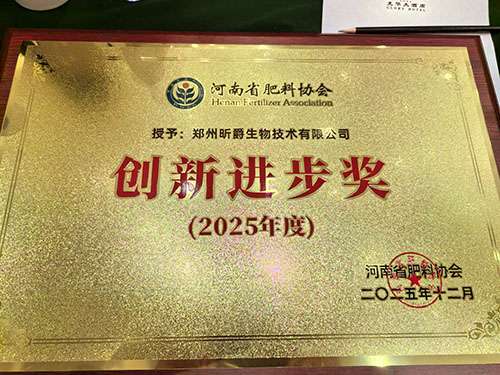 GLORY HOTEL
河南省肥料协会
Henan Fertilizer Association
授予：郑州昕爵生物技术有限公司
创新进步奖
(2025年度)
河南省肥料协会
二〇二五年十二月